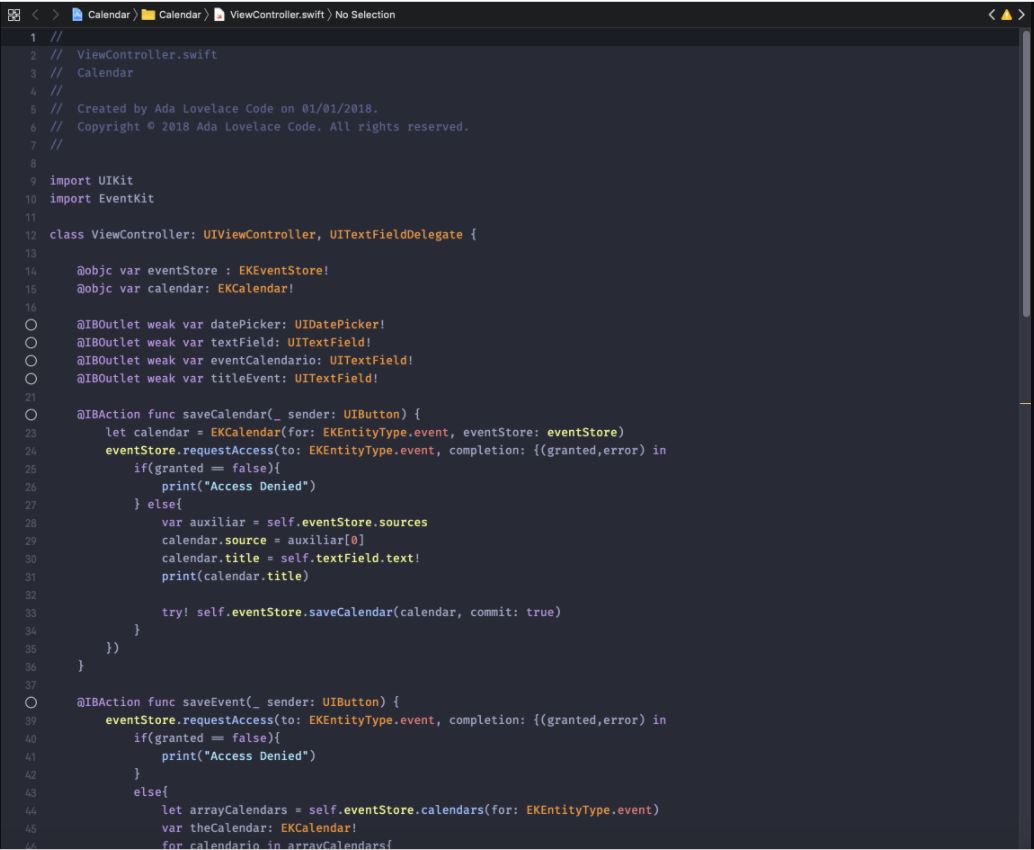 Calendar 〉 Calendar 〉 ViewController.swift 〉 No Selection
1 //
2 //  ViewController.swift
3 //  Calendar
4 //
5 //  Created by Ada Lovelace Code on 01/01/2018.
6 //  Copyright © 2018 Ada Lovelace Code. All rights reserved.
7 //
8
9 import UIKit
10 import EventKit
11
12 class ViewController: UIViewController, UITextFieldDelegate {
13
14     @objc var eventStore : EKEventStore!
15     @objc var calendar: EKCalendar!
16
    @IBOutlet weak var datePicker: UIDatePicker!
    @IBOutlet weak var textField: UITextField!
    @IBOutlet weak var eventCalendario: UITextField!
    @IBOutlet weak var titleEvent: UITextField!
21
    @IBAction func saveCalendar(_ sender: UIButton) {
23         let calendar = EKCalendar(for: EKEntityType.event, eventStore: eventStore)
24         eventStore.requestAccess(to: EKEntityType.event, completion: {(granted,error) in
25             if(granted == false){
26                 print("Access Denied")
27             } else{
28                 var auxiliar = self.eventStore.sources
29                 calendar.source = auxiliar[0]
30                 calendar.title = self.textField.text!
31                 print(calendar.title)
32
33                 try! self.eventStore.saveCalendar(calendar, commit: true)
34             }
35         })
36     }
37
    @IBAction func saveEvent(_ sender: UIButton) {
39         eventStore.requestAccess(to: EKEntityType.event, completion: {(granted,error) in
40             if(granted == false){
41                 print("Access Denied")
42             }
43             else{
44                 let arrayCalendars = self.eventStore.calendars(for: EKEntityType.event)
45                 var theCalendar: EKCalendar!
46                 for calendario in arrayCalendars{